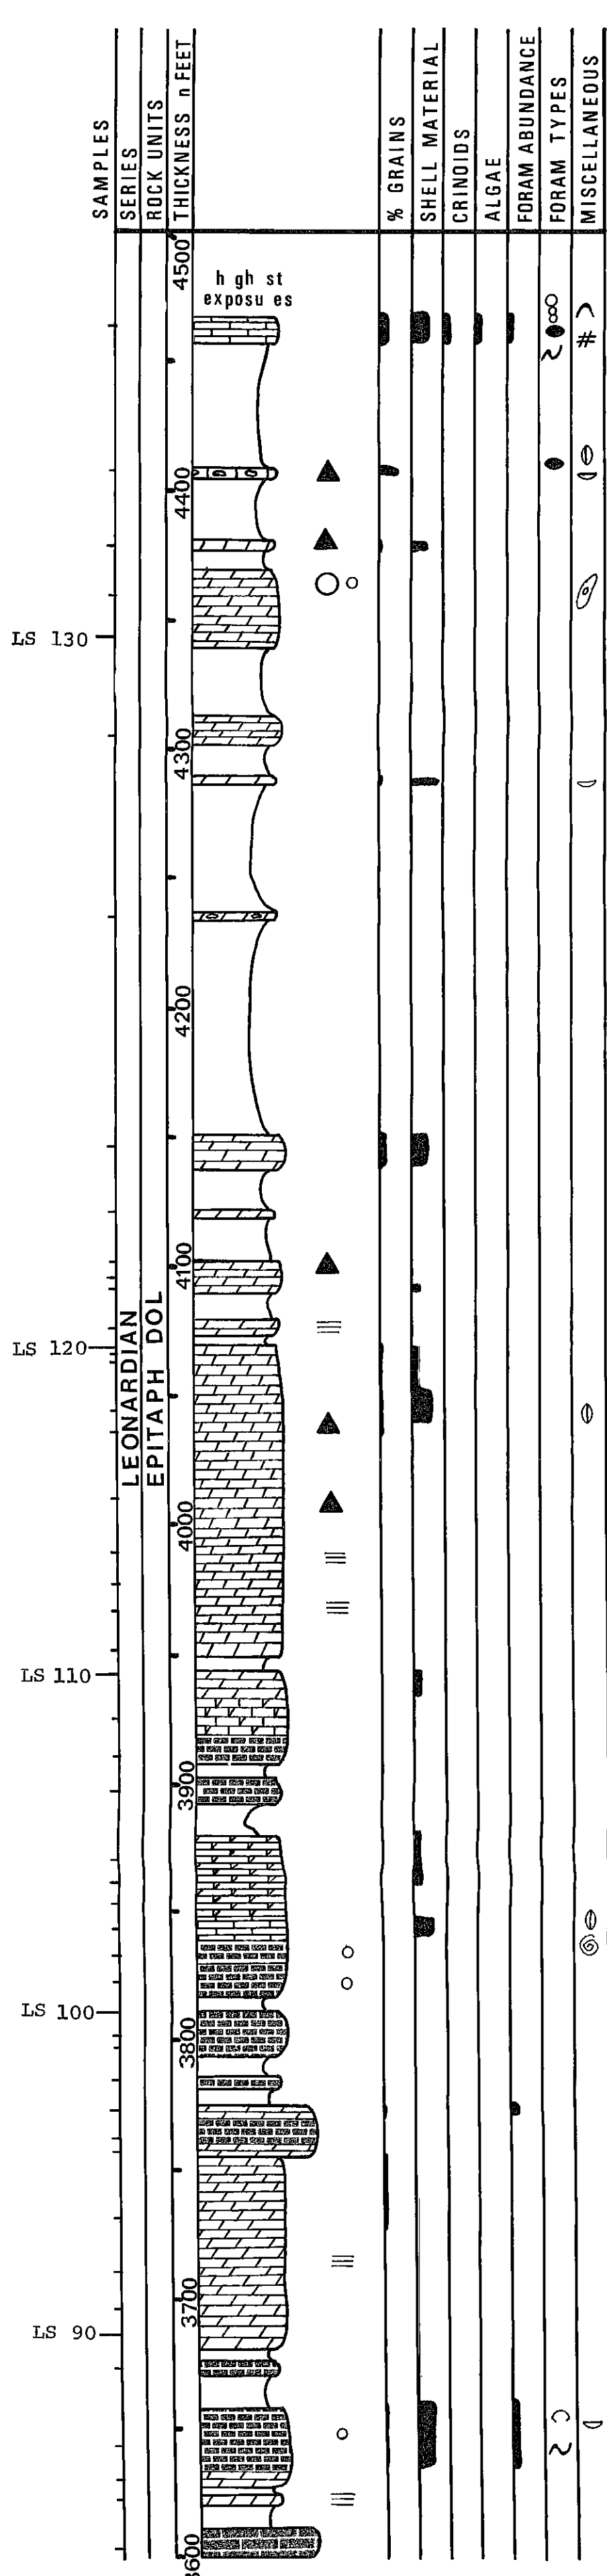 SAMPLES
SERIES
ROCK UNITS
THICKNESS n FEET
% GRAINS
SHELL MATERIAL
CRINOIDS
ALGAE
FORAM ABUNDANCE
FORAM TYPES
MISCELLANEOUS
4500
h gh st
exposu es
#
4400
LS 130
4300
4200
4100
LS 120
LEONARDIAN
EPITAPH DOL
4000
LS 110
3900
LS 100
3800
3700
LS 90
3600